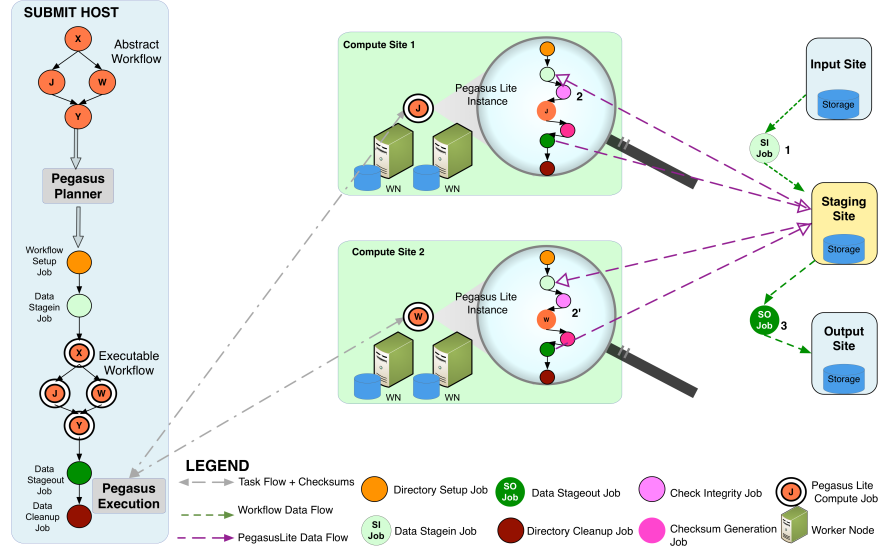 SUBMIT HOST
X
Abstract
Workflow
J
W
Y
Pegasus
Planner
Workflow
Setup
Job
Data
Stagein
Job
X
Executable
Workflow
J
W
Y
Data
Stageout
Job
Data
Cleanup
Job
Pegasus
Execution
Compute Site 1
Pegasus Lite
Instance
J
WN
WN
2
J
Compute Site 2
Pegasus Lite
Instance
W
WN
WN
2'
W
Input Site
Storage
SI
Job
1
Staging
Site
Storage
SO
Job
3
Output
Site
Storage
LEGEND
Task Flow + Checksums
Workflow Data Flow
PegasusLite Data Flow
Directory Setup Job
SI
Job
Data Stagein Job
SO
Job
Data Stageout Job
Directory Cleanup Job
Check Integrity Job
Checksum Generation
Job
J
Pegasus Lite
Compute Job
Worker Node